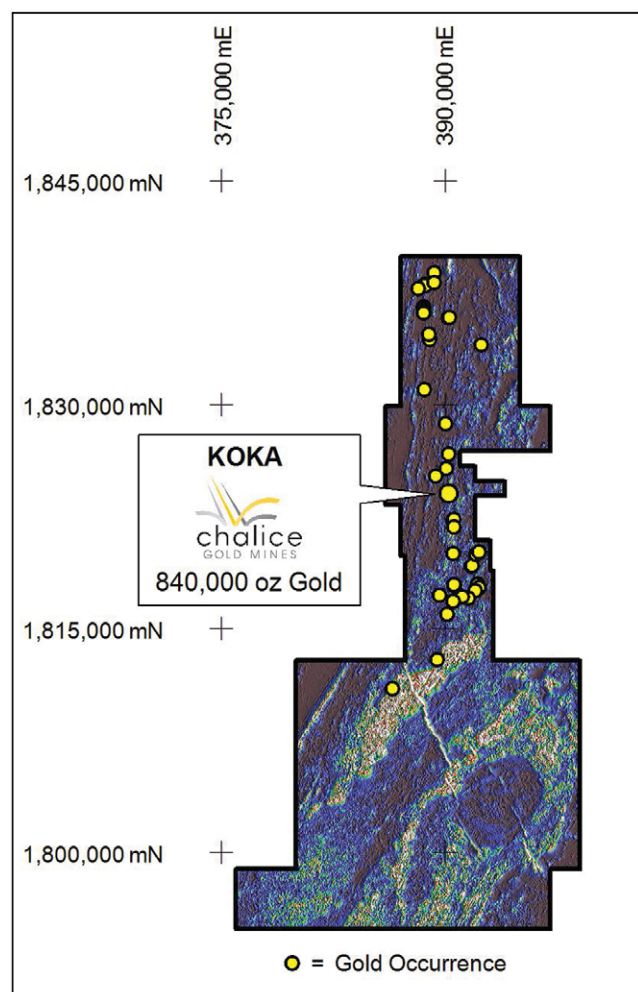 375,000 mE
390,000 mE
1,845,000 mN
1,830,000 mN
KOKA
chalice
GOLD MINES
840,000 oz Gold
1,815,000 mN
1,800,000 mN
= Gold Occurrence